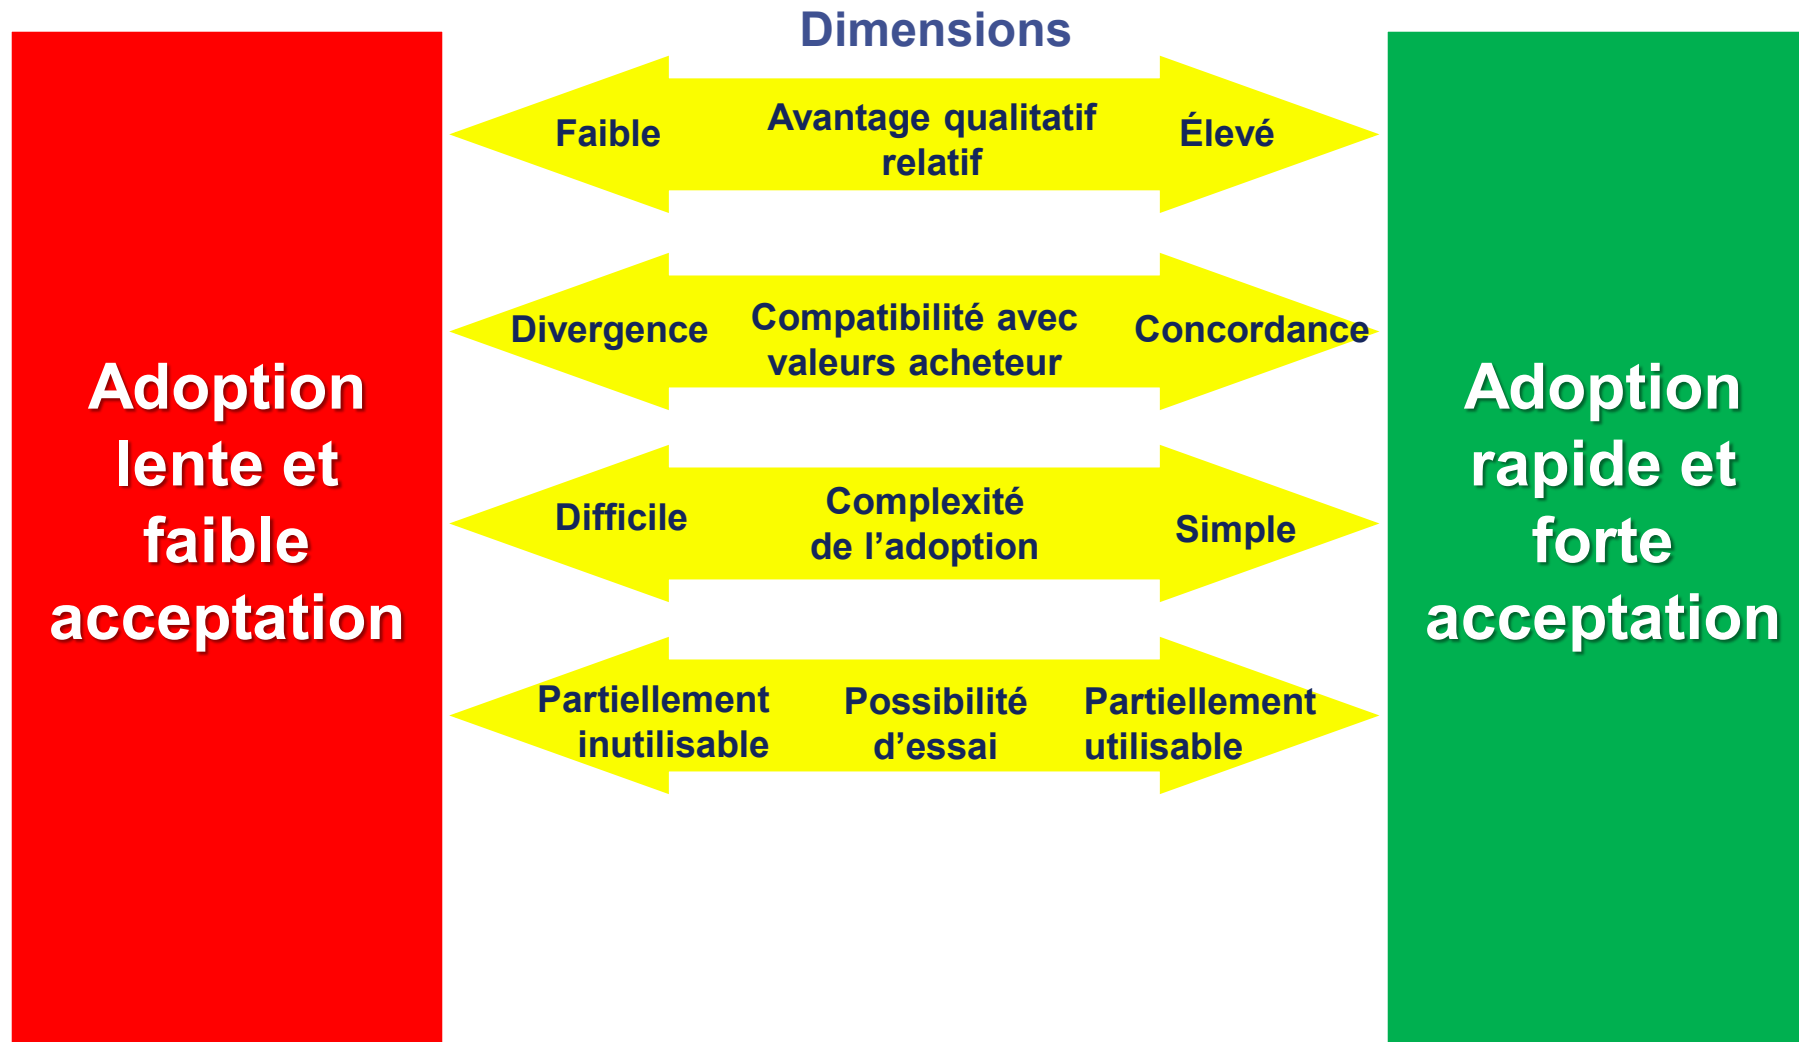 Dimensions
Faible
Avantage qualitatif
relatif
Élevé
Divergence
Compatibilité avec
valeurs acheteur
Concordance
Difficile
Complexité
de l’adoption
Simple
Partiellement
inutilisable
Possibilité
d’essai
Partiellement
utilisable
Adoption
lente et
faible
acceptation
Adoption
rapide et
forte
acceptation